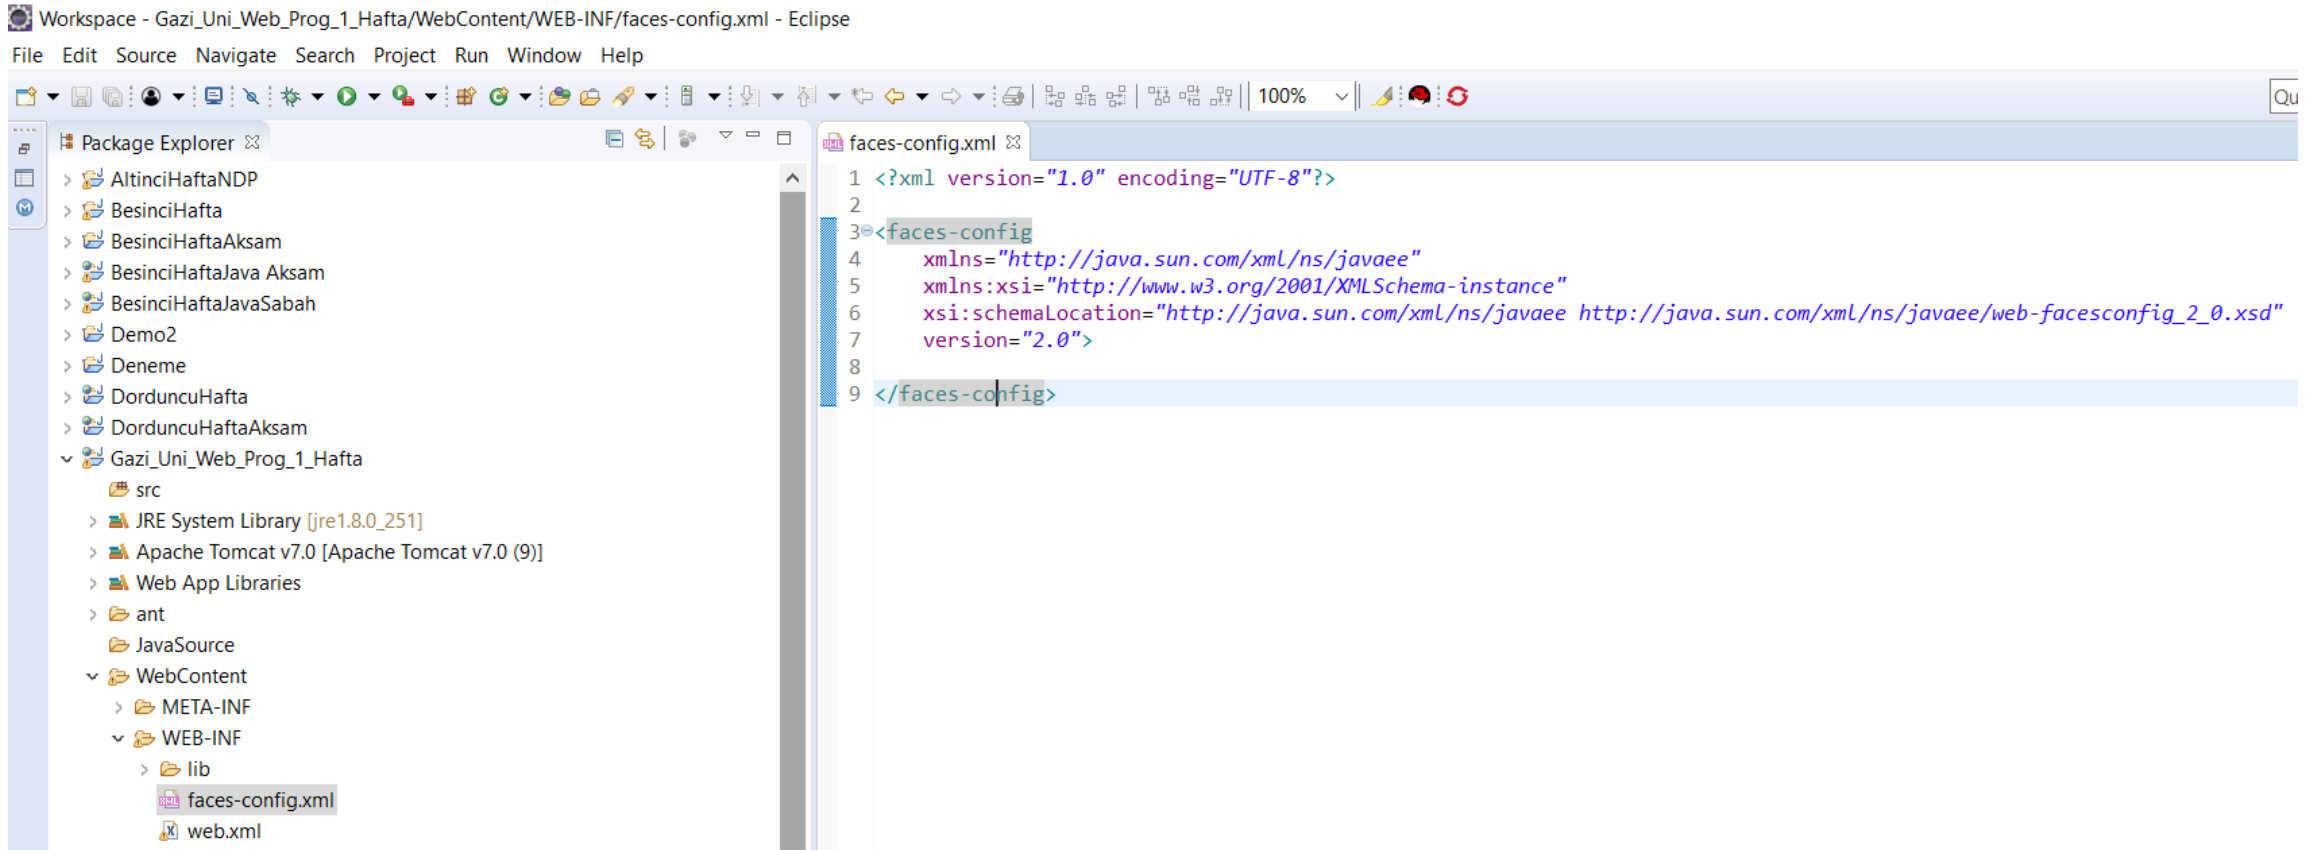 Workspace - Gazi_Uni_Web_Prog_1_Hafta/WebContent/WEB-INF/faces-config.xml - Eclipse
File Edit Source Navigate Search Project Run Window Help
100%
Qu
Package Explorer
AltinciHaftaNDP
BesinciHafta
BesinciHaftaAksam
BesinciHaftaJava Aksam
BesinciHaftaJavaSabah
Demo2
Deneme
DorduncuHafta
DorduncuHaftaAksam
Gazi_Uni_Web_Prog_1_Hafta
src
JRE System Library [jre1.8.0_251]
Apache Tomcat v7.0 [Apache Tomcat v7.0 (9)]
Web App Libraries
ant
JavaSource
WebContent
META-INF
WEB-INF
lib
faces-config.xml
web.xml
faces-config.xml
1 <?xml version="1.0" encoding="UTF-8"?>
2
3 <faces-config
4 xmlns="http://java.sun.com/xml/ns/javaee"
5 xmlns:xsi="http://www.w3.org/2001/XMLSchema-instance"
6 xsi:schemaLocation="http://java.sun.com/xml/ns/javaee http://java.sun.com/xml/ns/javaee/web-facesconfig_2_0.xsd"
7 version="2.0">
8
9 </faces-config>